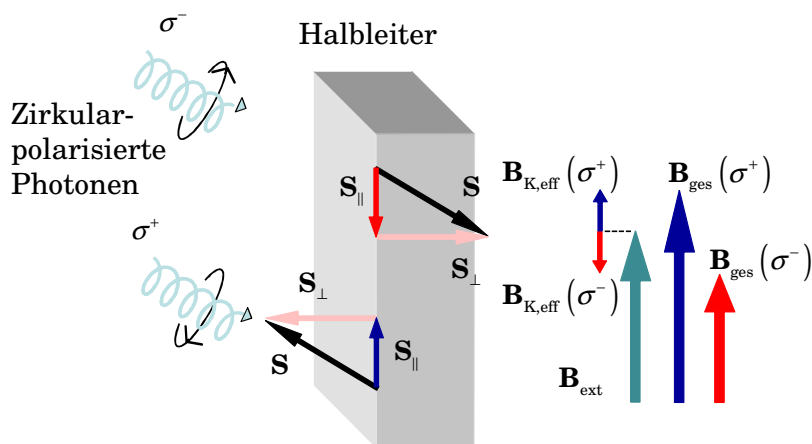 σ⁻
Halbleiter
Zirkular-
polarisierte
Photonen
σ⁺
S∥
S
S⊥
S⊥
S
S∥
B_K,eff (σ⁺)
B_ges (σ⁺)
B_ges (σ⁻)
B_K,eff (σ⁻)
B_ext